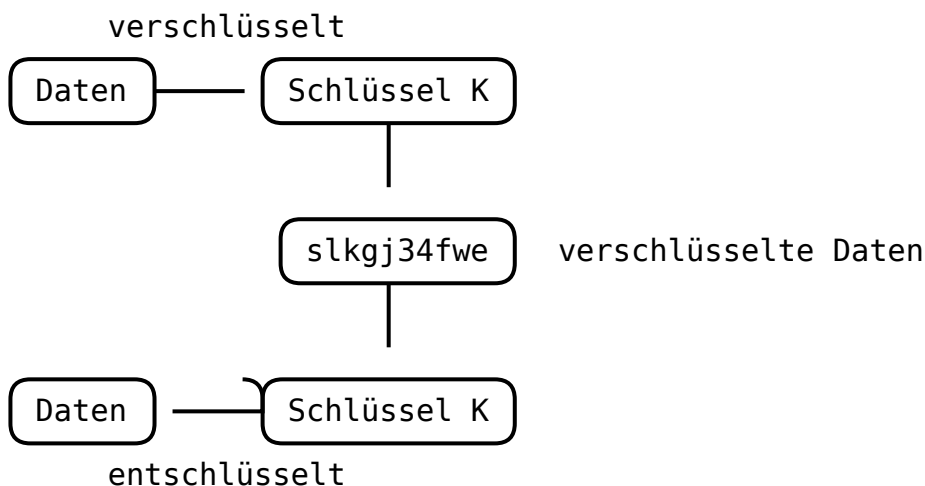 verschlüsselt
Daten Schlüssel K
slkgj34fwe verschlüsselte Daten
Daten Schlüssel K
entschlüsselt